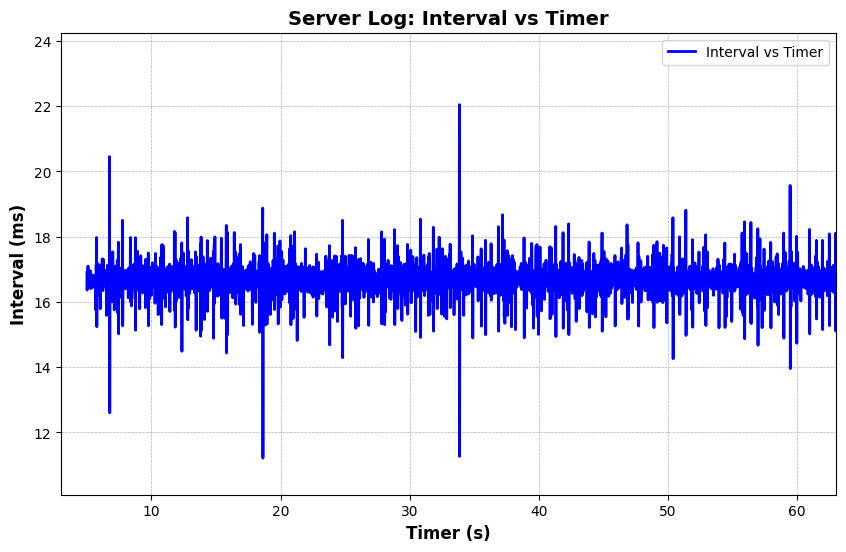 Server Log: Interval vs Timer
Interval vs Timer
24
22
20
18
16
14
12
Interval (ms)
10 20 30 40 50 60
Timer (s)